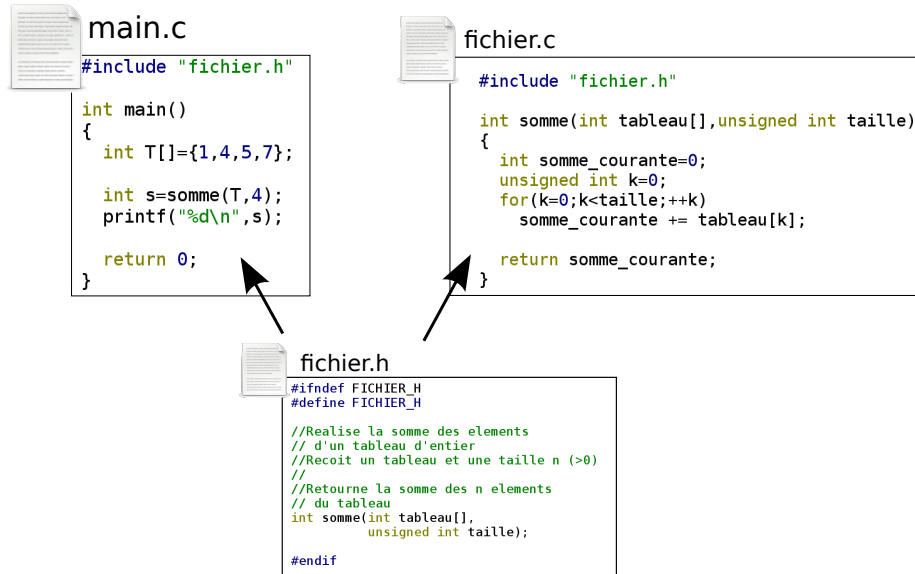 main.c
#include "fichier.h"
int main()
{
int T[]={1,4,5,7};
int s=somme(T,4);
printf("%d\n",s);
return 0;
}
fichier.c
#include "fichier.h"
int somme(int tableau[],unsigned int taille)
{
int somme_courante=0;
unsigned int k=0;
for(k=0;k<taille;++k)
somme_courante += tableau[k];
return somme_courante;
}
fichier.h
#ifndef FICHIER_H
#define FICHIER_H
//Realise la somme des elements
// d'un tableau d'entier
//Recoit un tableau et une taille n (>0)
//
//Retourne la somme des n elements
// du tableau
int somme(int tableau[],
unsigned int taille);
#endif